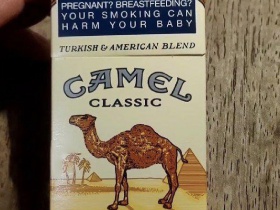 PREGNANT? BREASTFEEDING?
YOUR SMOKING CAN
HARM YOUR BABY
TURKISH & AMERICAN BLEND
CAMEL
CLASSIC